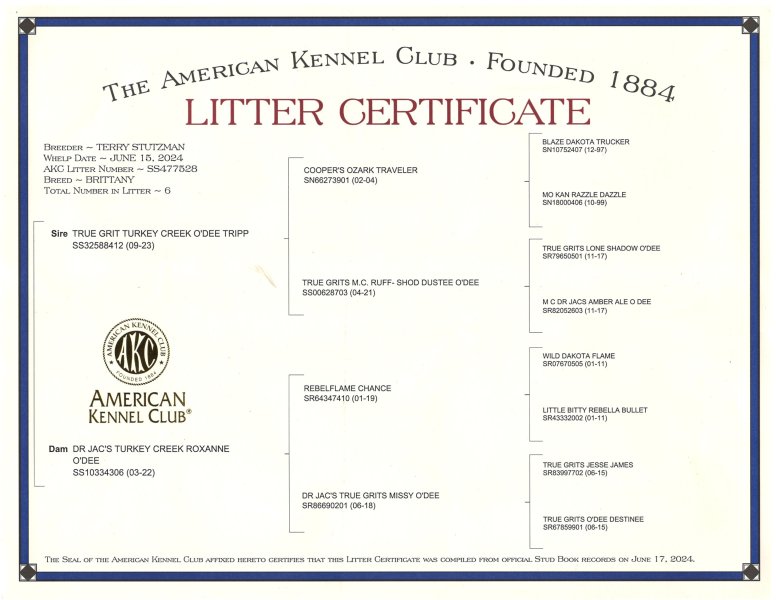 THE AMERICAN KENNEL CLUB · FOUNDED 1884
LITTER CERTIFICATE
BREEDER ~ TERRY STUTZMAN
WHELP DATE ~ JUNE 15, 2024
AKC LITTER NUMBER ~ SS477528
BREED ~ BRITTANY
TOTAL NUMBER IN LITTER ~ 6
Sire TRUE GRIT TURKEY CREEK O'DEE TRIPP
SS32588412 (09-23)
AMERICAN KENNEL CLUB
AKC
FOUNDED 1884
AMERICAN
KENNEL CLUB®
Dam DR JAC'S TURKEY CREEK ROXANNE
O'DEE
SS10334306 (03-22)
COOPER'S OZARK TRAVELER
SN66273901 (02-04)
TRUE GRITS M.C. RUFF- SHOD DUSTEE O'DEE
SS00628703 (04-21)
REBELFLAME CHANCE
SR64347410 (01-19)
DR JAC'S TRUE GRITS MISSY O'DEE
SR86690201 (06-18)
BLAZE DAKOTA TRUCKER
SN10752407 (12-97)
MO KAN RAZZLE DAZZLE
SN18000406 (10-99)
TRUE GRITS LONE SHADOW O'DEE
SR79650501 (11-17)
M C DR JACS AMBER ALE O DEE
SR82052603 (11-17)
WILD DAKOTA FLAME
SR07670505 (01-11)
LITTLE BITTY REBELLA BULLET
SR43332002 (01-11)
TRUE GRITS JESSE JAMES
SR83997702 (06-15)
TRUE GRITS O'DEE DESTINEE
SR67859901 (06-15)
THE SEAL OF THE AMERICAN KENNEL CLUB AFFIXED HERETO CERTIFIES THAT THIS LITTER CERTIFICATE WAS COMPILED FROM OFFICIAL STUD BOOK RECORDS ON JUNE 17, 2024.